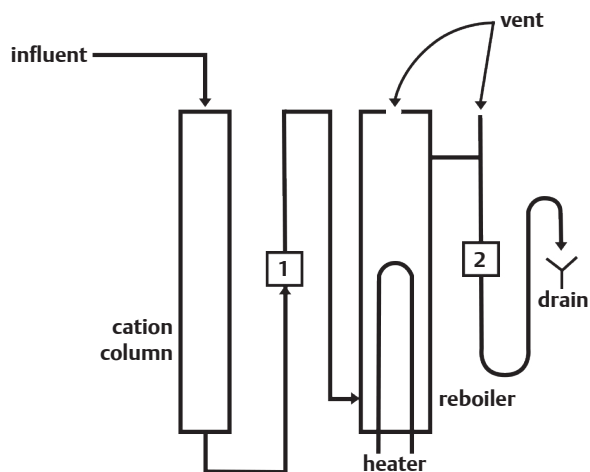 vent
influent
1
2
drain
cation
column
reboiler
heater